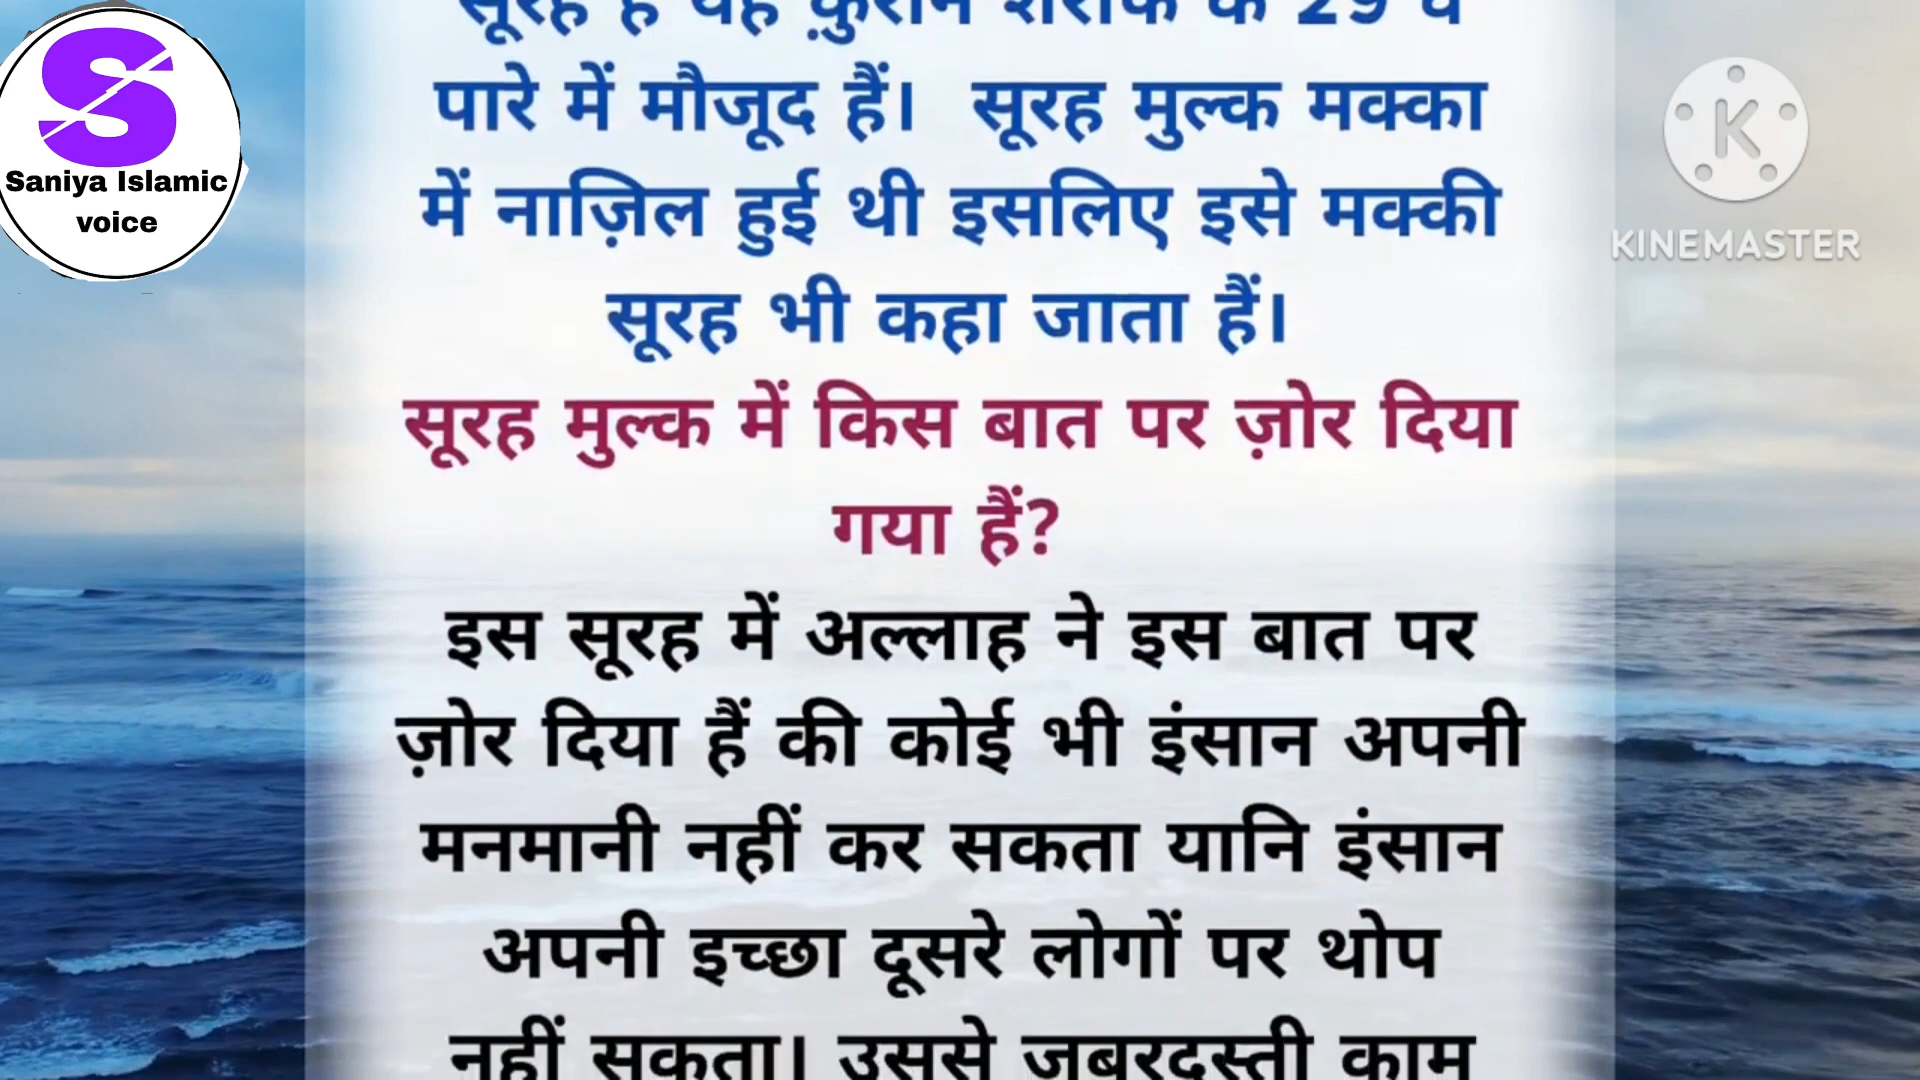 Saniya Islamic
voice
KINEMASTER
सूरह है यह क़ुरान शरीफ के 29 वे
पारे में मौजूद हैं। सूरह मुल्क मक्का
में नाज़िल हुई थी इसलिए इसे मक्की
सूरह भी कहा जाता हैं।
सूरह मुल्क में किस बात पर ज़ोर दिया
गया हैं?
इस सूरह में अल्लाह ने इस बात पर
ज़ोर दिया हैं की कोई भी इंसान अपनी
मनमानी नहीं कर सकता यानि इंसान
अपनी इच्छा दूसरे लोगों पर थोप
नहीं सकता। उससे जबरदस्ती काम